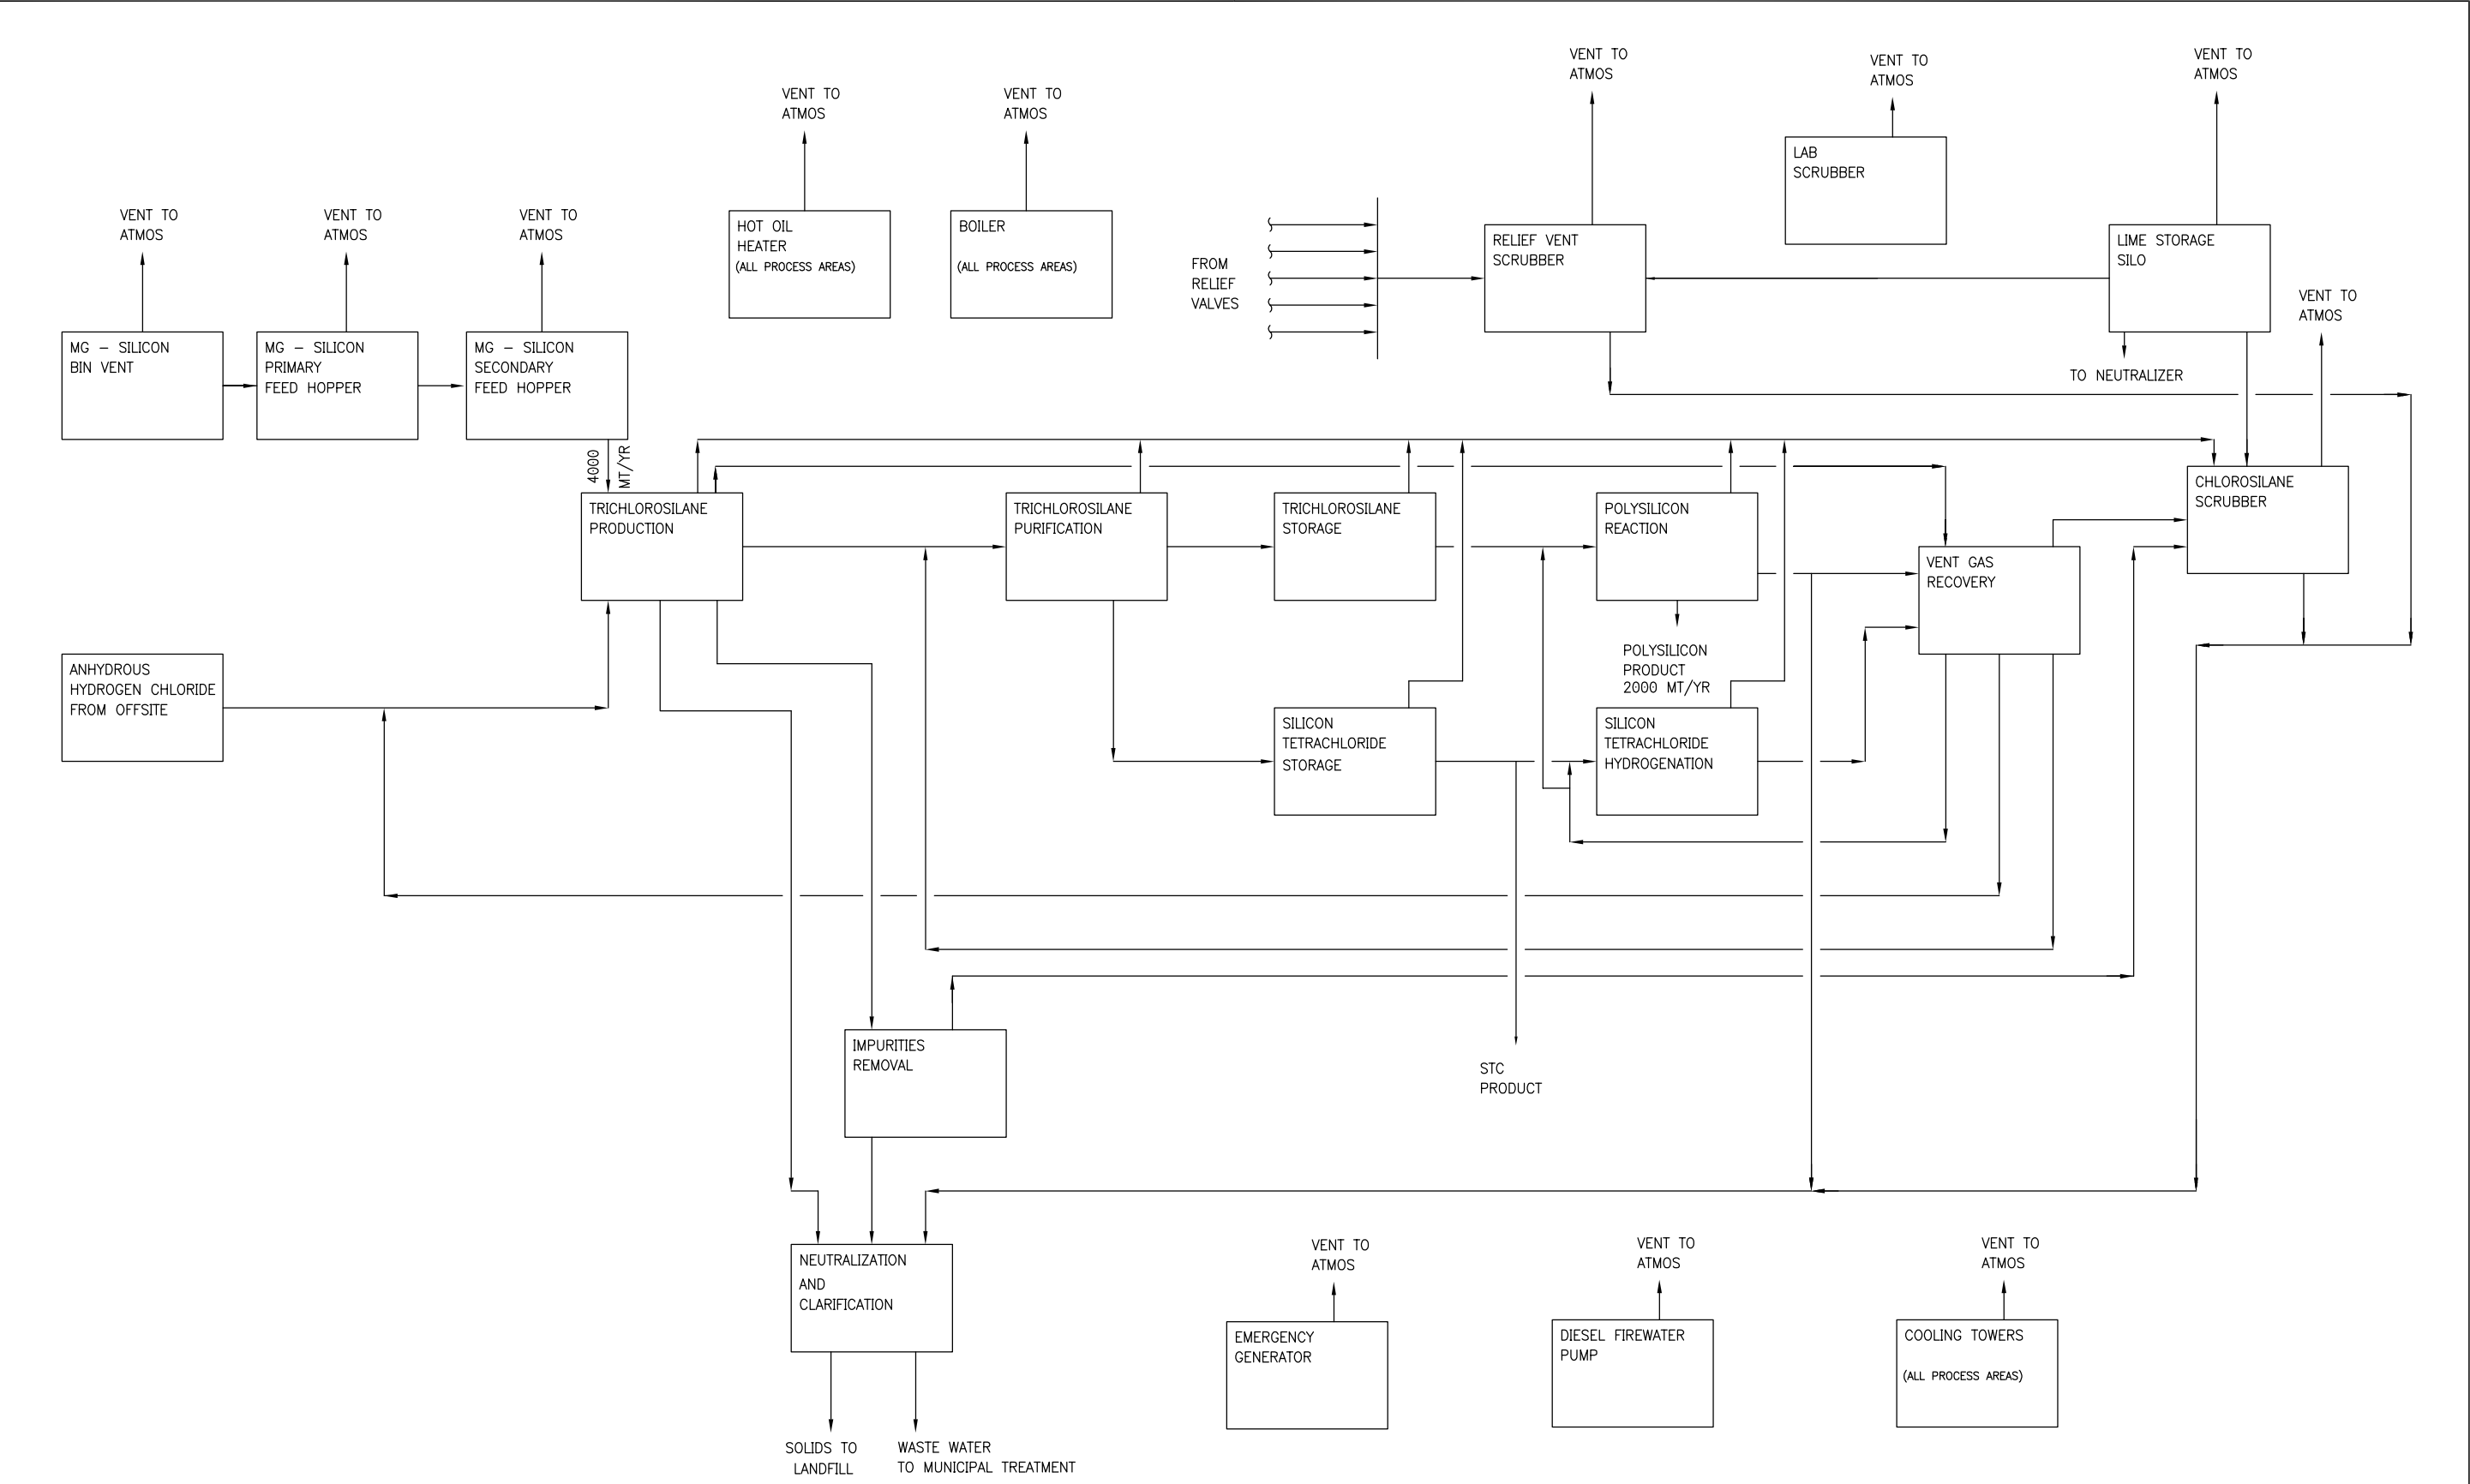 VENT TO
ATMOS
VENT TO
ATMOS
VENT TO
ATMOS
VENT TO
ATMOS
VENT TO
ATMOS
VENT TO
ATMOS
VENT TO
ATMOS
VENT TO
ATMOS
LAB
SCRUBBER
HOT OIL
HEATER
(ALL PROCESS AREAS)
BOILER
(ALL PROCESS AREAS)
FROM
RELIEF
VALVES
RELIEF VENT
SCRUBBER
LIME STORAGE
SILO
VENT TO
ATMOS
MG – SILICON
BIN VENT
MG – SILICON
PRIMARY
FEED HOPPER
MG – SILICON
SECONDARY
FEED HOPPER
TO NEUTRALIZER
4000
MT/YR
TRICHLOROSILANE
PRODUCTION
TRICHLOROSILANE
PURIFICATION
TRICHLOROSILANE
STORAGE
POLYSILICON
REACTION
CHLOROSILANE
SCRUBBER
VENT GAS
RECOVERY
POLYSILICON
PRODUCT
2000 MT/YR
ANHYDROUS
HYDROGEN CHLORIDE
FROM OFFSITE
SILICON
TETRACHLORIDE
STORAGE
SILICON
TETRACHLORIDE
HYDROGENATION
IMPURITIES
REMOVAL
STC
PRODUCT
NEUTRALIZATION
AND
CLARIFICATION
VENT TO
ATMOS
VENT TO
ATMOS
VENT TO
ATMOS
EMERGENCY
GENERATOR
DIESEL FIREWATER
PUMP
COOLING TOWERS
(ALL PROCESS AREAS)
SOLIDS TO
LANDFILL
WASTE WATER
TO MUNICIPAL TREATMENT